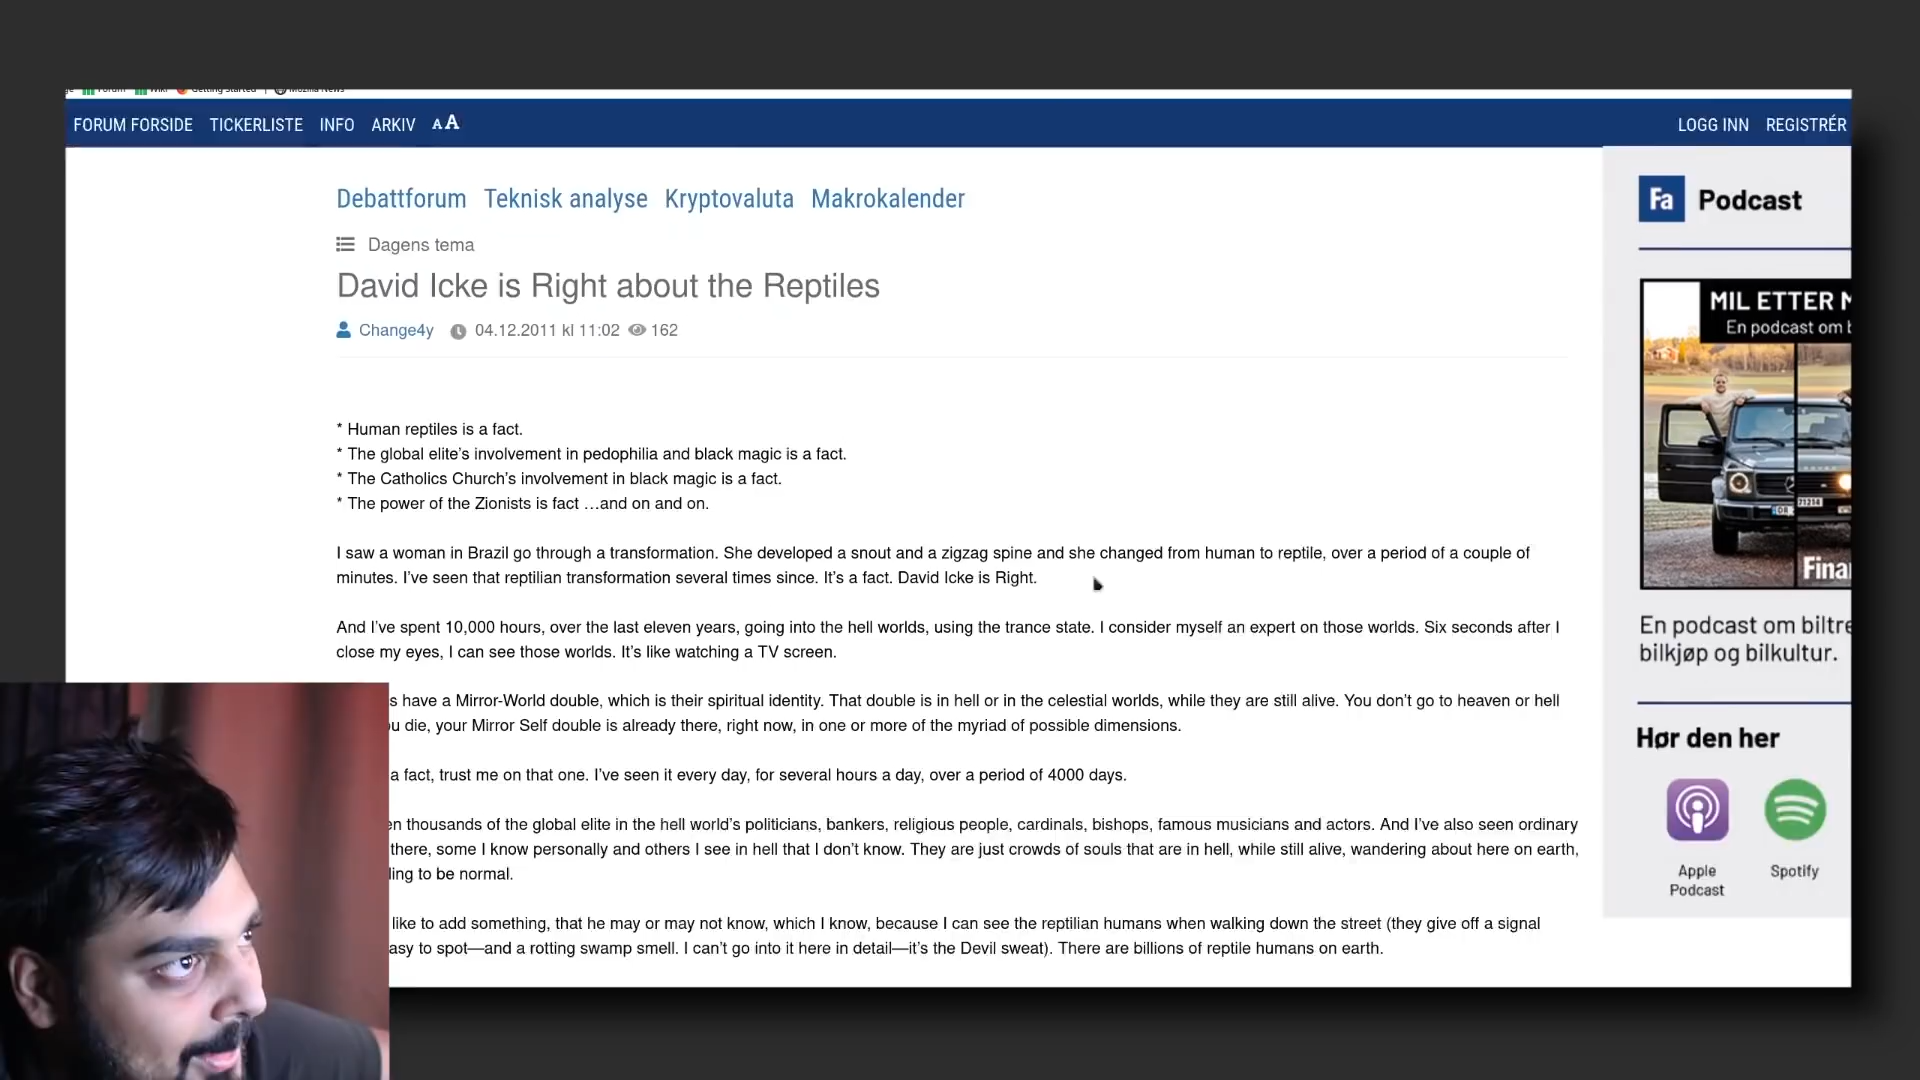 Forum Wiki Getting Started Mozilla News
FORUM FORSIDE TICKERLISTE INFO ARKIV AA LOGG INN REGISTRÉR
Debattforum Teknisk analyse Kryptovaluta Makrokalender
Dagens tema
David Icke is Right about the Reptiles
Change4y 04.12.2011 kl 11:02 162
* Human reptiles is a fact.
* The global elite’s involvement in pedophilia and black magic is a fact.
* The Catholics Church’s involvement in black magic is a fact.
* The power of the Zionists is fact …and on and on.
I saw a woman in Brazil go through a transformation. She developed a snout and a zigzag spine and she changed from human to reptile, over a period of a couple of
minutes. I’ve seen that reptilian transformation several times since. It’s a fact. David Icke is Right.
And I’ve spent 10,000 hours, over the last eleven years, going into the hell worlds, using the trance state. I consider myself an expert on those worlds. Six seconds after I
close my eyes, I can see those worlds. It’s like watching a TV screen.
s have a Mirror-World double, which is their spiritual identity. That double is in hell or in the celestial worlds, while they are still alive. You don’t go to heaven or hell
u die, your Mirror Self double is already there, right now, in one or more of the myriad of possible dimensions.
a fact, trust me on that one. I’ve seen it every day, for several hours a day, over a period of 4000 days.
en thousands of the global elite in the hell world’s politicians, bankers, religious people, cardinals, bishops, famous musicians and actors. And I’ve also seen ordinary
there, some I know personally and others I see in hell that I don’t know. They are just crowds of souls that are in hell, while still alive, wandering about here on earth,
ling to be normal.
like to add something, that he may or may not know, which I know, because I can see the reptilian humans when walking down the street (they give off a signal
asy to spot—and a rotting swamp smell. I can’t go into it here in detail—it’s the Devil sweat). There are billions of reptile humans on earth.
Fa Podcast
MIL ETTER M
En podcast om b
Fina
En podcast om biltre
bilkjøp og bilkultur.
Hør den her
Apple
Podcast
Spotify